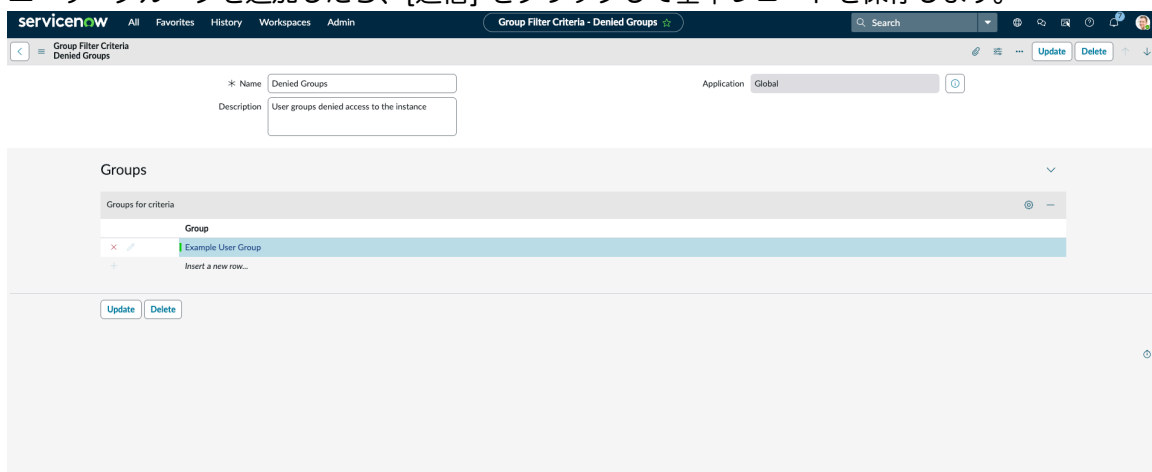 ユーザーグループを追加したら、[送信] をクリックして基準レコードを保存します。
servicenow All Favorites History Workspaces Admin Group Filter Criteria - Denied Groups ☆ Search 7
Group Filter Criteria
Denied Groups
Update Delete
* Name Denied Groups Application Global
Description User groups denied access to the instance
Groups
Groups for criteria
Group
Example User Group
Insert a new row...
Update Delete